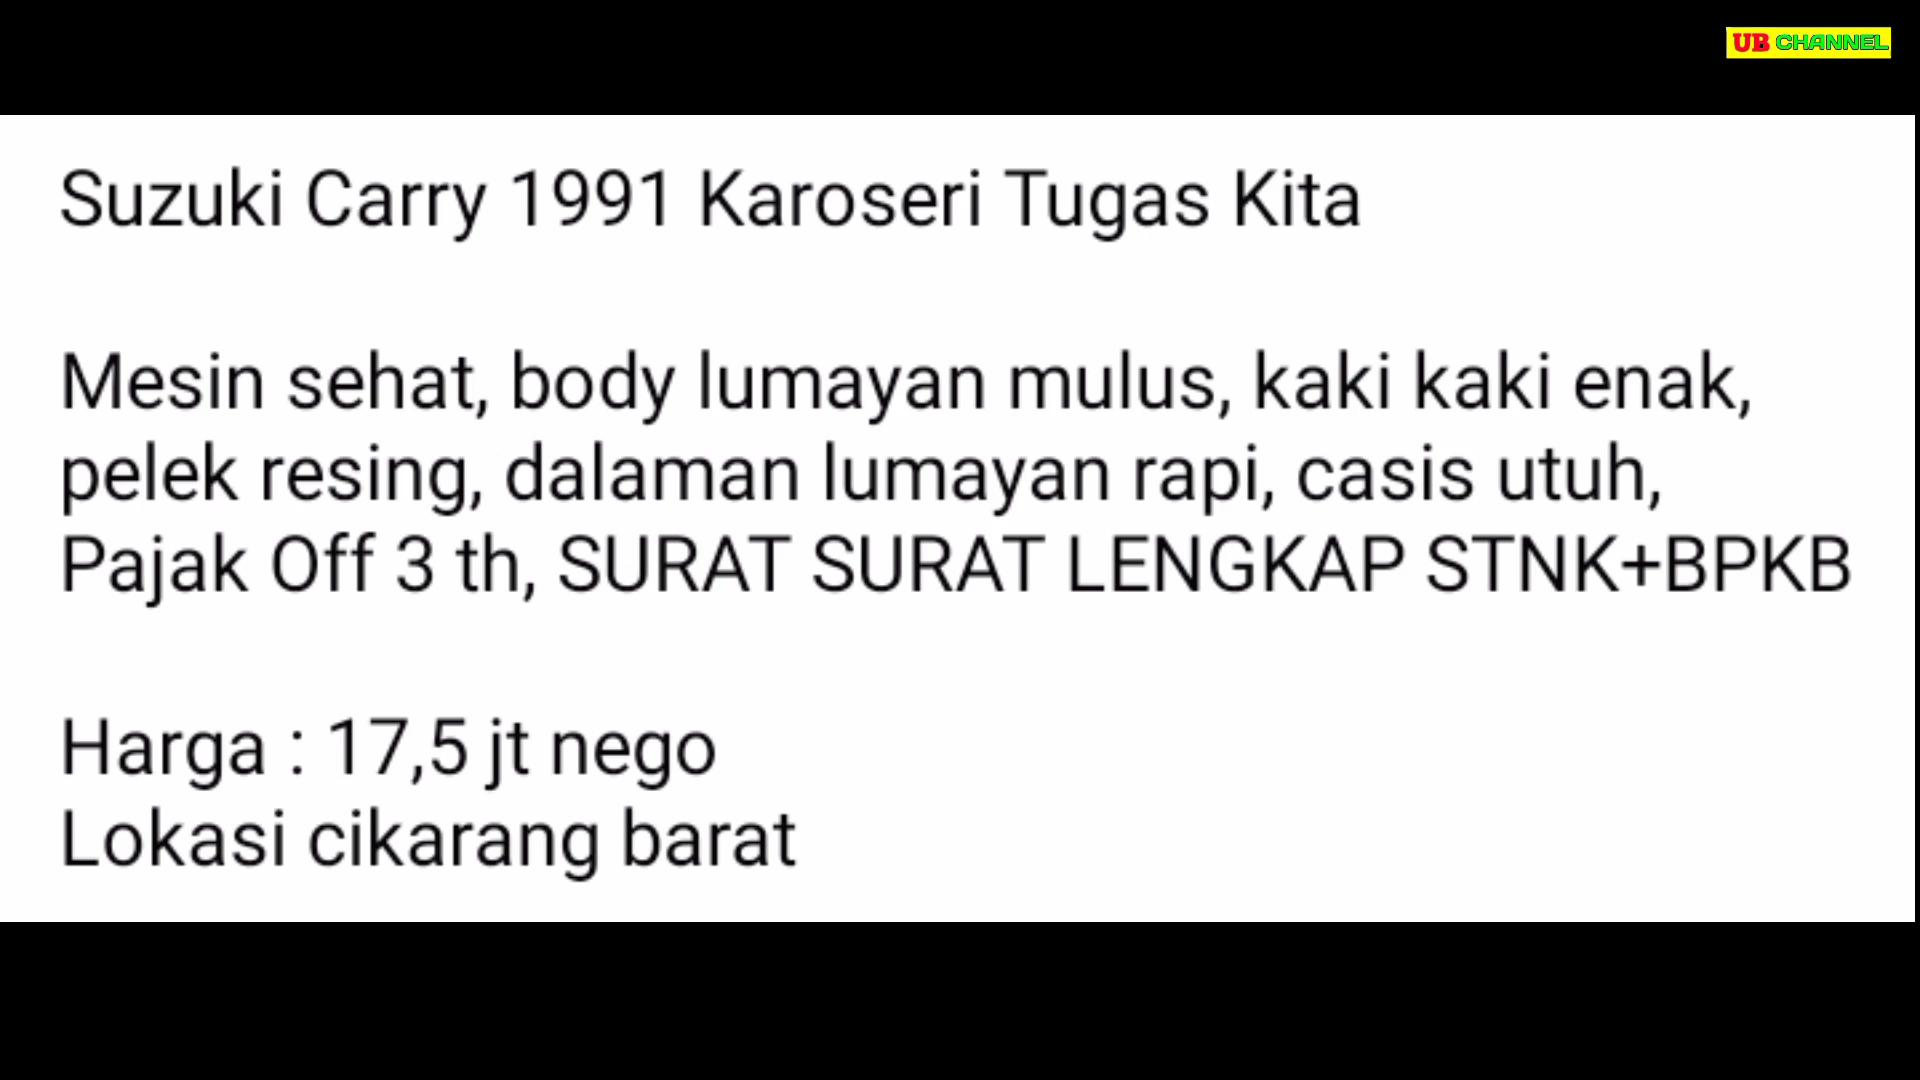 UB CHANNEL
Suzuki Carry 1991 Karoseri Tugas Kita
Mesin sehat, body lumayan mulus, kaki kaki enak,
pelek resing, dalaman lumayan rapi, casis utuh,
Pajak Off 3 th, SURAT SURAT LENGKAP STNK+BPKB
Harga : 17,5 jt nego
Lokasi cikarang barat